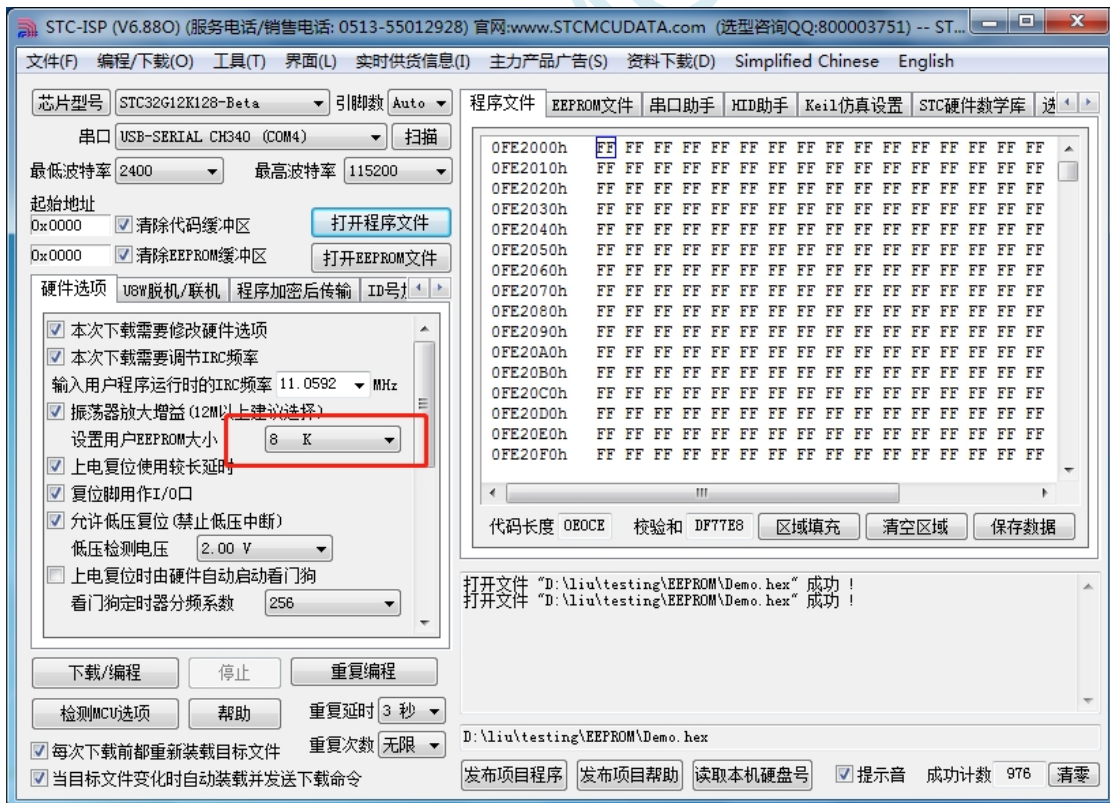 STC-ISP (V6.88O) (服务电话/销售电话: 0513-55012928) 官网:www.STCMCUDATA.com (选型咨询QQ:800003751) -- ST...
文件(F) 编程/下载(O) 工具(T) 界面(L) 实时供货信息(I) 主力产品广告(S) 资料下载(D) Simplified Chinese English
芯片型号 STC32G12K128-Beta 引脚数 Auto
串口 USB-SERIAL CH340 (COM4) 扫描
最低波特率 2400 最高波特率 115200
起始地址
0x0000 清除代码缓冲区 打开程序文件
0x0000 清除EEPROM缓冲区 打开EEPROM文件
硬件选项 U8W脱机/联机 程序加密后传输 ID号
本次下载需要修改硬件选项
本次下载需要调节IRC频率
输入用户程序运行时的IRC频率 11.0592 MHz
振荡器放大增益(12M以上建议选择)
设置用户EEPROM大小 8 K
上电复位使用较长延时
复位脚用作I/O口
允许低压复位(禁止低压中断)
低压检测电压 2.00 V
上电复位时由硬件自动启动看门狗
看门狗定时器分频系数 256
下载/编程 停止 重复编程
检测MCU选项 帮助 重复延时 3 秒
每次下载前都重新装载目标文件 重复次数 无限
当目标文件变化时自动装载并发送下载命令
程序文件 EEPROM文件 串口助手 HID助手 Keil仿真设置 STC硬件数学库
0FE2000h FF FF FF FF FF FF FF FF FF FF FF FF FF FF FF FF
0FE2010h FF FF FF FF FF FF FF FF FF FF FF FF FF FF FF FF
0FE2020h FF FF FF FF FF FF FF FF FF FF FF FF FF FF FF FF
0FE2030h FF FF FF FF FF FF FF FF FF FF FF FF FF FF FF FF
0FE2040h FF FF FF FF FF FF FF FF FF FF FF FF FF FF FF FF
0FE2050h FF FF FF FF FF FF FF FF FF FF FF FF FF FF FF FF
0FE2060h FF FF FF FF FF FF FF FF FF FF FF FF FF FF FF FF
0FE2070h FF FF FF FF FF FF FF FF FF FF FF FF FF FF FF FF
0FE2080h FF FF FF FF FF FF FF FF FF FF FF FF FF FF FF FF
0FE2090h FF FF FF FF FF FF FF FF FF FF FF FF FF FF FF FF
0FE20A0h FF FF FF FF FF FF FF FF FF FF FF FF FF FF FF FF
0FE20B0h FF FF FF FF FF FF FF FF FF FF FF FF FF FF FF FF
0FE20C0h FF FF FF FF FF FF FF FF FF FF FF FF FF FF FF FF
0FE20D0h FF FF FF FF FF FF FF FF FF FF FF FF FF FF FF FF
0FE20E0h FF FF FF FF FF FF FF FF FF FF FF FF FF FF FF FF
0FE20F0h FF FF FF FF FF FF FF FF FF FF FF FF FF FF FF FF
代码长度 0E0CE 校验和 DF77E8 区域填充 清空区域 保存数据
打开文件 "D:\liu\testing\EEPROM\Demo.hex" 成功 !
打开文件 "D:\liu\testing\EEPROM\Demo.hex" 成功 !
D:\liu\testing\EEPROM\Demo.hex
发布项目程序 发布项目帮助 读取本机硬盘号 提示音 成功计数 976 清零